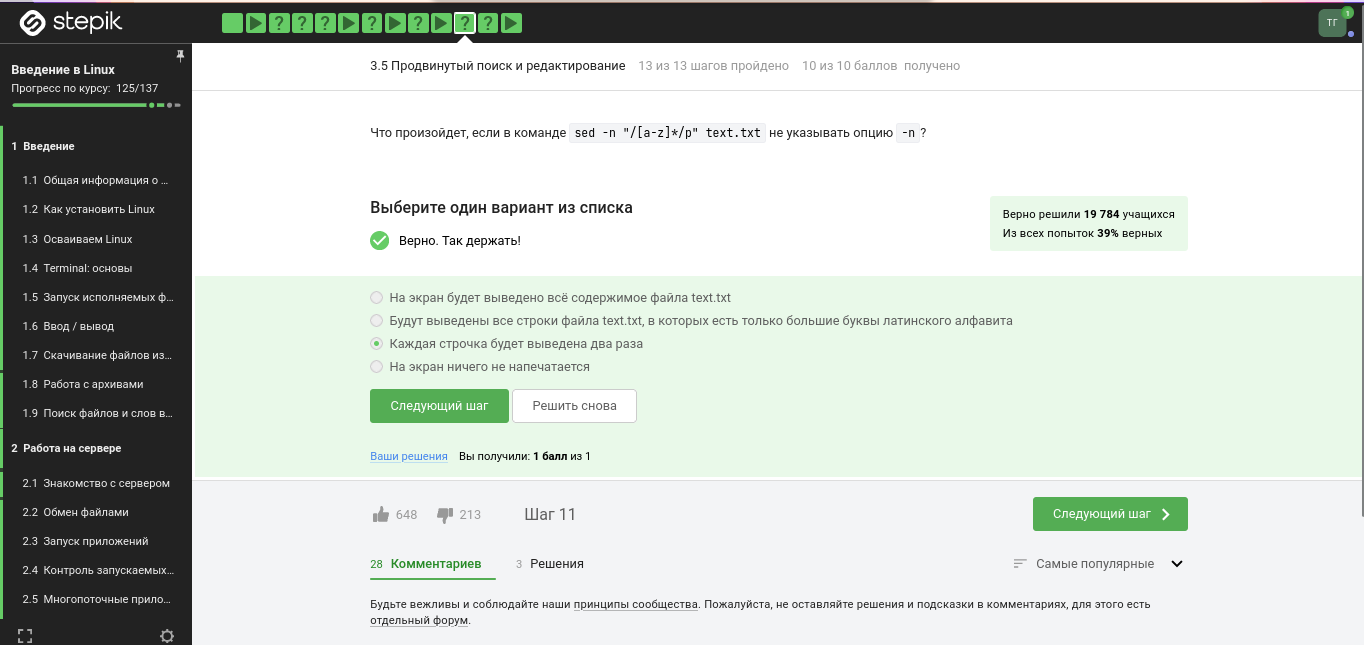 stepik
? ? ? ? ? ? ?
ТГ
1
Введение в Linux
Прогресс по курсу: 125/137
1 Введение
1.1 Общая информация о ...
1.2 Как установить Linux
1.3 Осваиваем Linux
1.4 Terminal: основы
1.5 Запуск исполняемых ф...
1.6 Ввод / вывод
1.7 Скачивание файлов из...
1.8 Работа с архивами
1.9 Поиск файлов и слов в...
2 Работа на сервере
2.1 Знакомство с сервером
2.2 Обмен файлами
2.3 Запуск приложений
2.4 Контроль запускаемых...
2.5 Многопоточные прило...
3.5 Продвинутый поиск и редактирование 13 из 13 шагов пройдено 10 из 10 баллов получено
Что произойдет, если в команде sed -n "/[a-z]*/p" text.txt не указывать опцию -n ?
Выберите один вариант из списка
Верно. Так держать!
Верно решили 19 784 учащихся
Из всех попыток 39% верных
На экран будет выведено всё содержимое файла text.txt
Будут выведены все строки файла text.txt, в которых есть только большие буквы латинского алфавита
Каждая строчка будет выведена два раза
На экран ничего не напечатается
Следующий шаг Решить снова
Ваши решения Вы получили: 1 балл из 1
648 213 Шаг 11 Следующий шаг
28 Комментариев 3 Решения Самые популярные
Будьте вежливы и соблюдайте наши принципы сообщества. Пожалуйста, не оставляйте решения и подсказки в комментариях, для этого есть
отдельный форум.